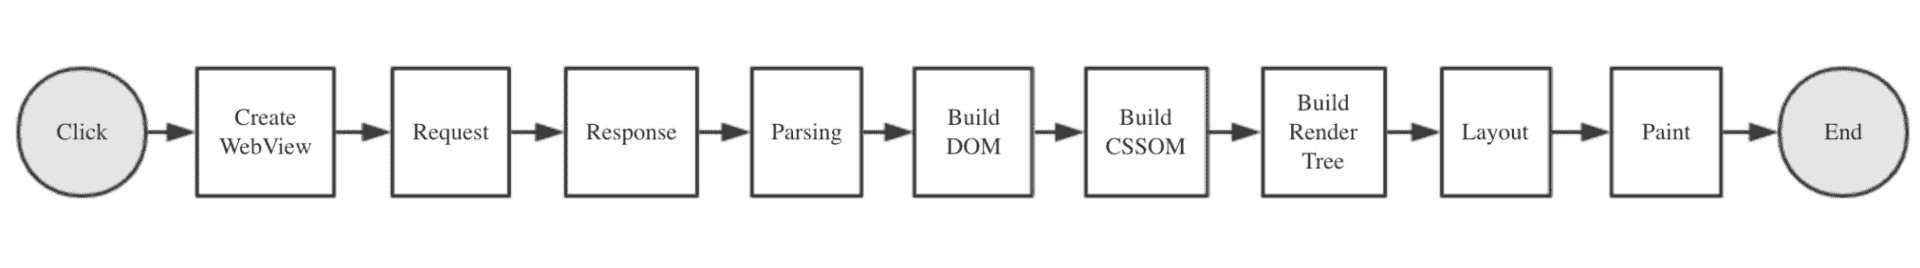 Click
Create
WebView
Request
Response
Parsing
Build
DOM
Build
CSSOM
Build
Render
Tree
Layout
Paint
End